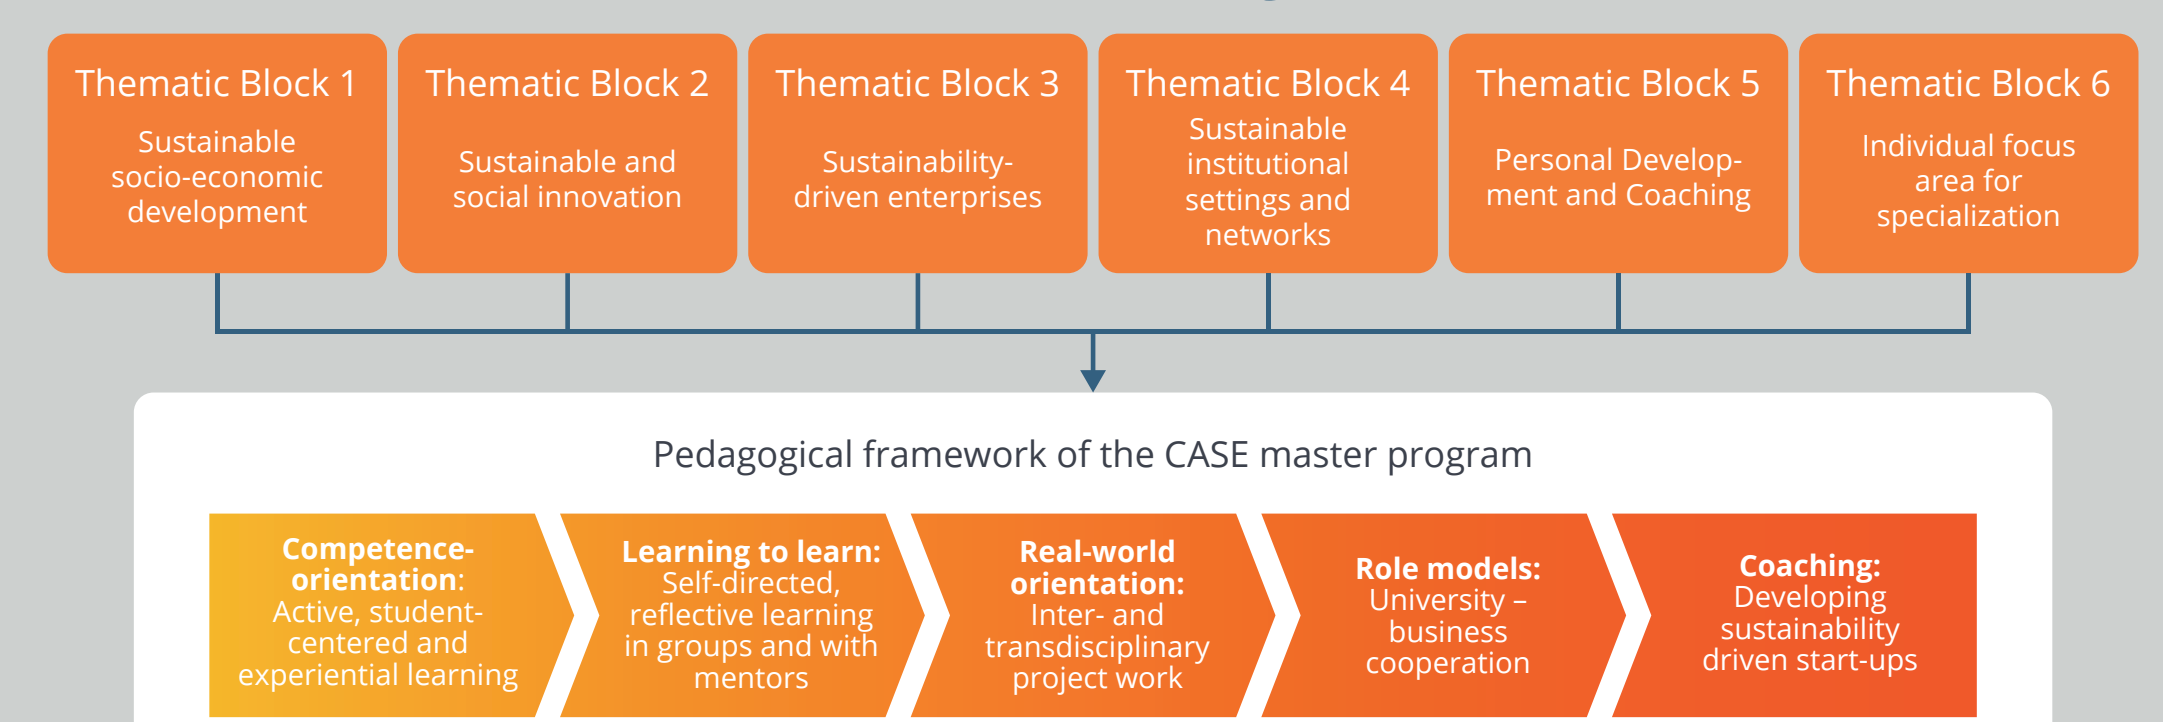 Thematic Block 1
Sustainable
socio-economic
development
Thematic Block 2
Sustainable and
social innovation
Thematic Block 3
Sustainability-
driven enterprises
Thematic Block 4
Sustainable
institutional
settings and
networks
Thematic Block 5
Personal Develop-
ment and Coaching
Thematic Block 6
Individual focus
area for
specialization
Pedagogical framework of the CASE master program
Competence-
orientation:
Active, student-
centered and
experiential learning
Learning to learn:
Self-directed,
reflective learning
in groups and with
mentors
Real-world
orientation:
Inter- and
transdisciplinary
project work
Role models:
University –
business
cooperation
Coaching:
Developing
sustainability
driven start-ups